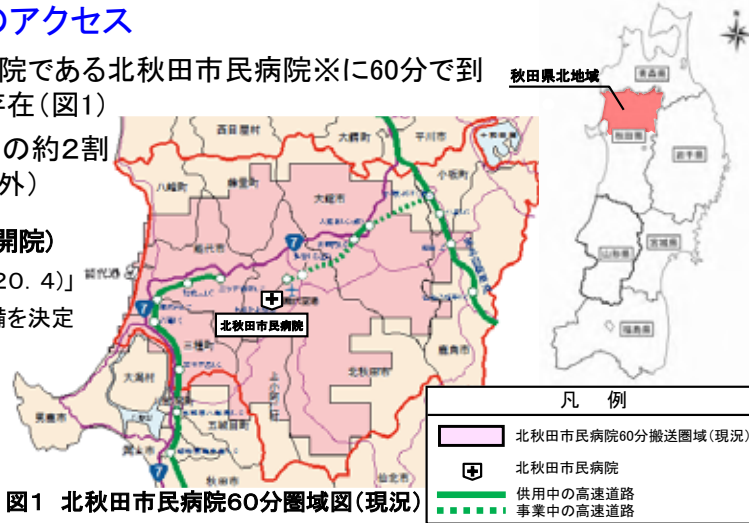 のアクセス
院である北秋田市民病院※に60分で到
存在(図1)
の約2割
外)
開院)
20. 4)」
備を決定
秋田県北地域
青森県
秋田県
岩手県
山形県
宮城県
福島県
西目屋村
大鰐町
平川市
小坂町
八峰町
藤里町
大館市
能代市
能代港
7
7
7
北秋田市民病院
三種町
大潟村
男鹿市
五城目町
上小阿仁村
北秋田市
鹿角市
秋田市
仙北市
凡 例
北秋田市民病院60分搬送圏域(現況)
北秋田市民病院
供用中の高速道路
事業中の高速道路
図1 北秋田市民病院60分圏域図(現況)